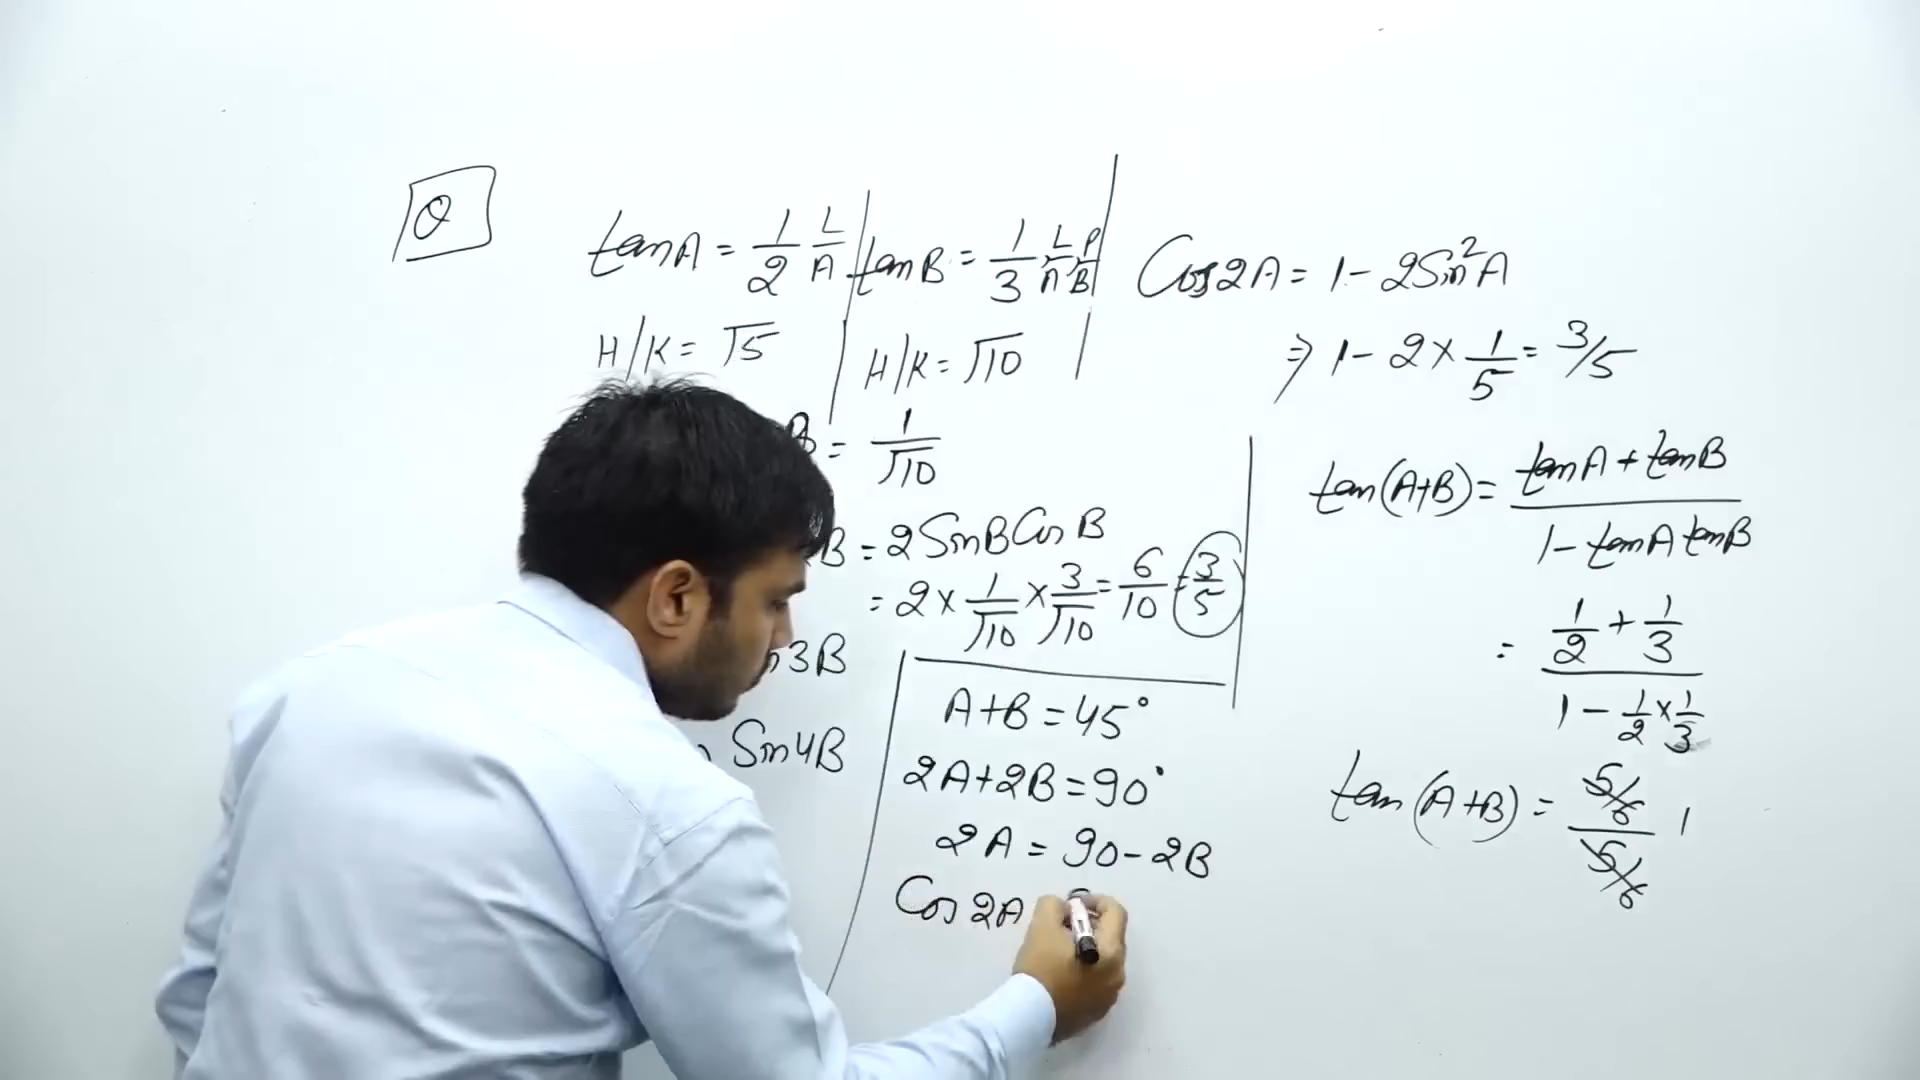 Q
tanA = 1/2 L/A
tanB = 1/3 L/A P/B
H/K = √5
H/K = √10
B = 1/√10
B = 2SinBCosB
= 2 × 1/√10 × 3/√10 = 6/10 = 3/5
3B
Sin4B
A+B = 45°
2A+2B = 90°
2A = 90-2B
Cos2A
Cos2A = 1-2Sin²A
⇒ 1-2×1/5 = 3/5
tan(A+B) = (tanA+tanB)/(1-tanA tanB)
= (1/2+1/3)/(1-1/2×1/3)
tan(A+B) = (5/6)/(5/6) 1